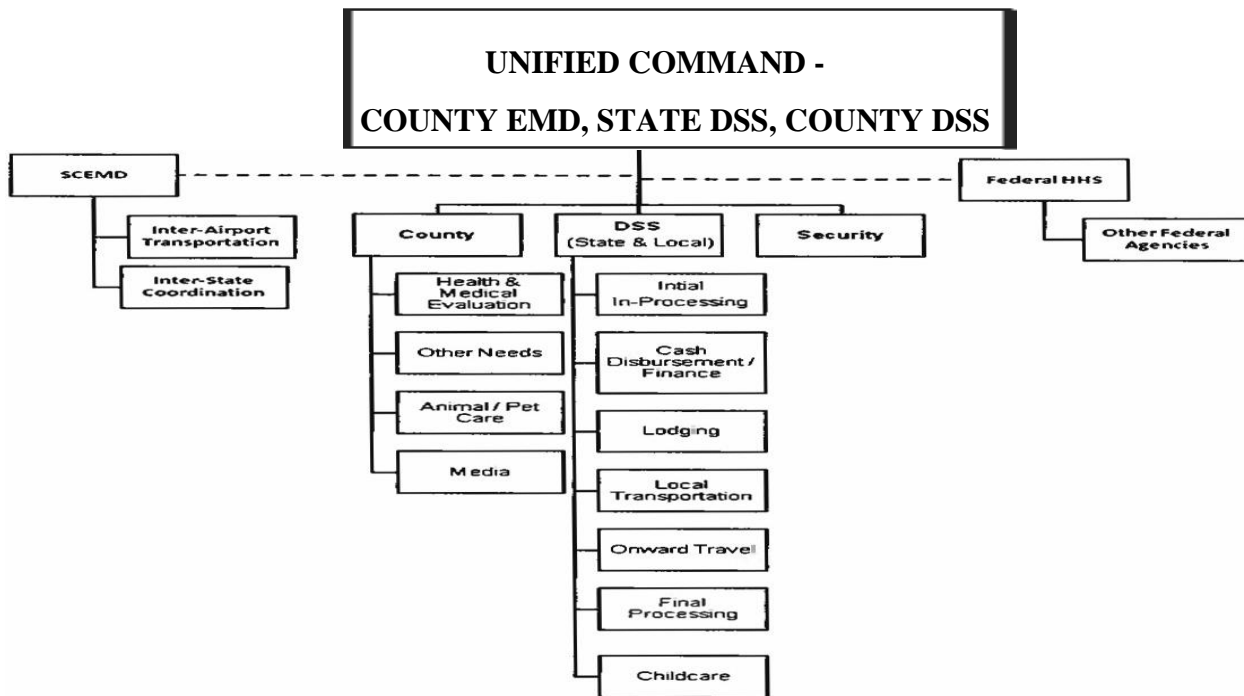 UNIFIED COMMAND -
COUNTY EMD, STATE DSS, COUNTY DSS
SCEMD
Inter-Airport
Transportation
Inter-State
Coordination
Federal HHS
Other Federal
Agencies
County
Health &
Medical
Evaluation
Other Needs
Animal / Pet
Care
Media
DSS
(State & Local)
Intial
In-Processing
Cash
Disbursement /
Finance
Lodging
Local
Transportation
Onward Travel
Final
Processing
Childcare
Security